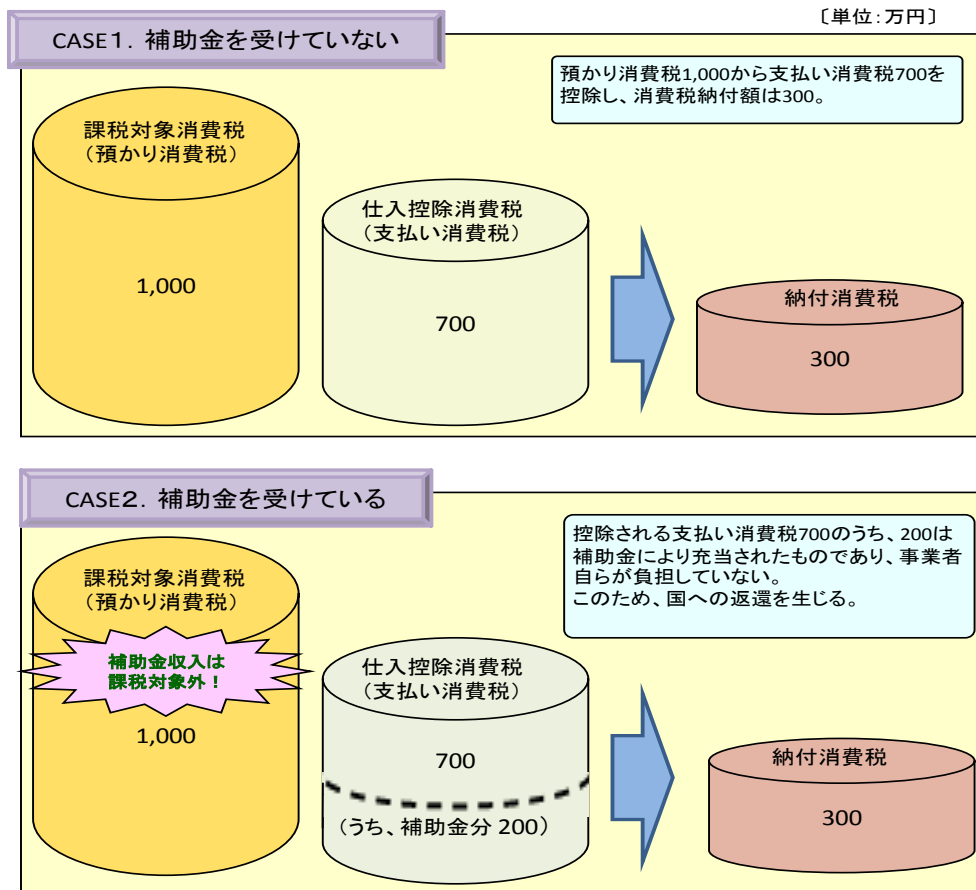 〔単位:万円〕
CASE1. 補助金を受けていない
預かり消費税1,000から支払い消費税700を
控除し、消費税納付額は300。
課税対象消費税
(預かり消費税)
1,000
仕入控除消費税
(支払い消費税)
700
納付消費税
300
CASE2. 補助金を受けている
控除される支払い消費税700のうち、200は
補助金により充当されたものであり、事業者
自らが負担していない。
このため、国への返還を生じる。
課税対象消費税
(預かり消費税)
補助金収入は
課税対象外!
1,000
仕入控除消費税
(支払い消費税)
700
(うち、補助金分 200)
納付消費税
300